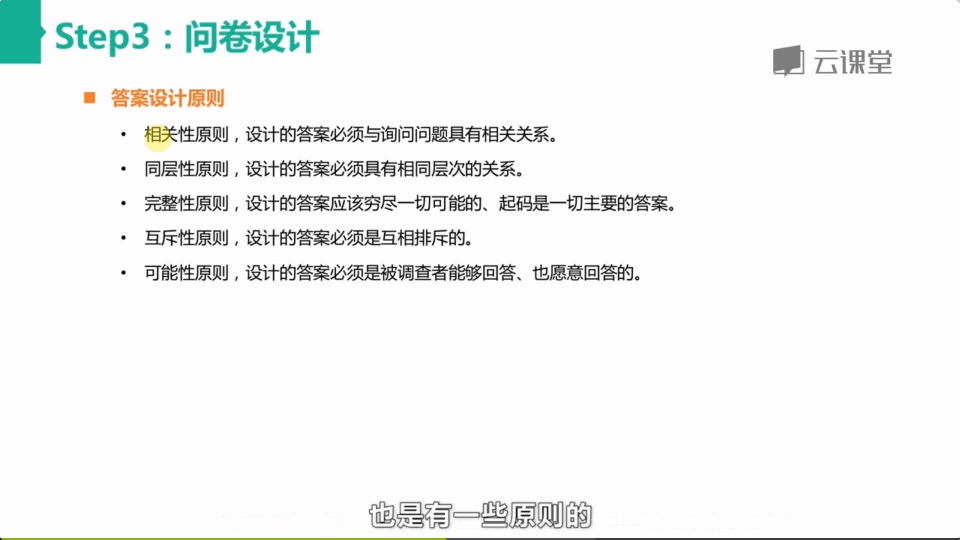 Step3：问卷设计
云课堂
答案设计原则
• 相关性原则，设计的答案必须与询问问题具有相关关系。
• 同层性原则，设计的答案必须具有相同层次的关系。
• 完整性原则，设计的答案应该穷尽一切可能的、起码是一切主要的答案。
• 互斥性原则，设计的答案必须是互相排斥的。
• 可能性原则，设计的答案必须是被调查者能够回答、也愿意回答的。
也是有一些原则的